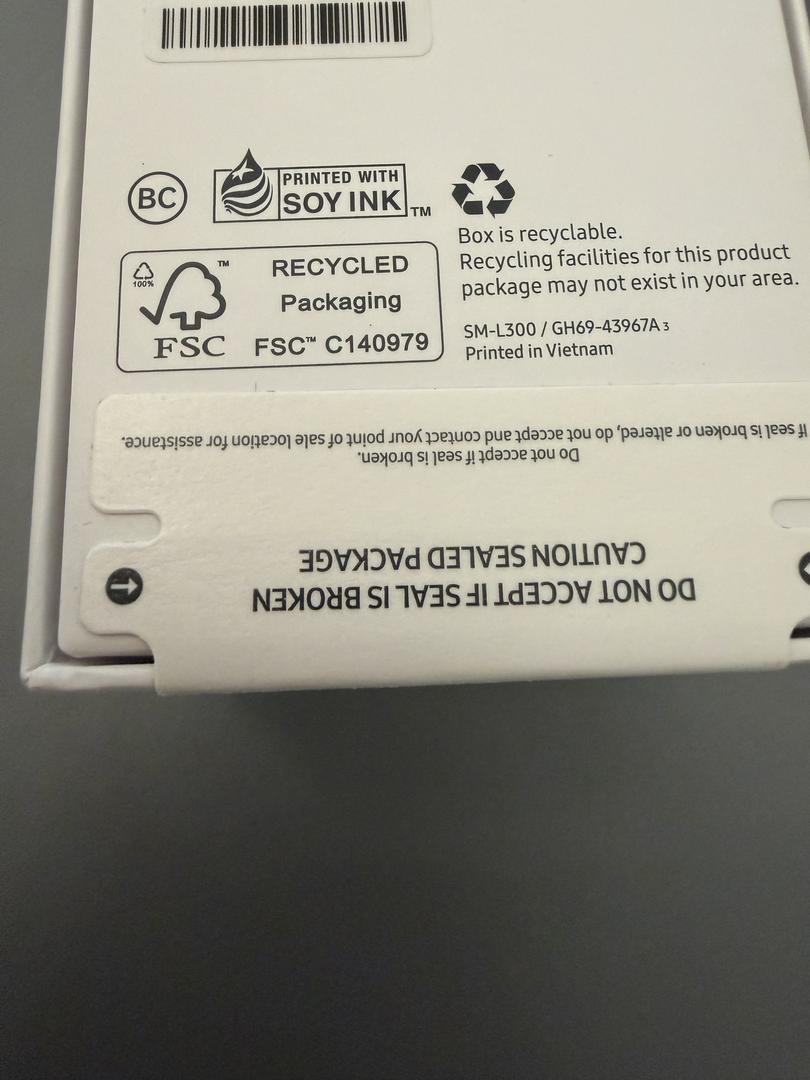 BC
PRINTED WITH
SOY INK™
100%
™
FSC
RECYCLED
Packaging
FSC™ C140979
Box is recyclable.
Recycling facilities for this product
package may not exist in your area.
SM-L300 / GH69-43967A 3
Printed in Vietnam
DO NOT ACCEPT IF SEAL IS BROKEN
CAUTION SEALED PACKAGE
Do not accept if seal is broken.
If seal is broken or altered, do not accept and contact your point of sale location for assistance.